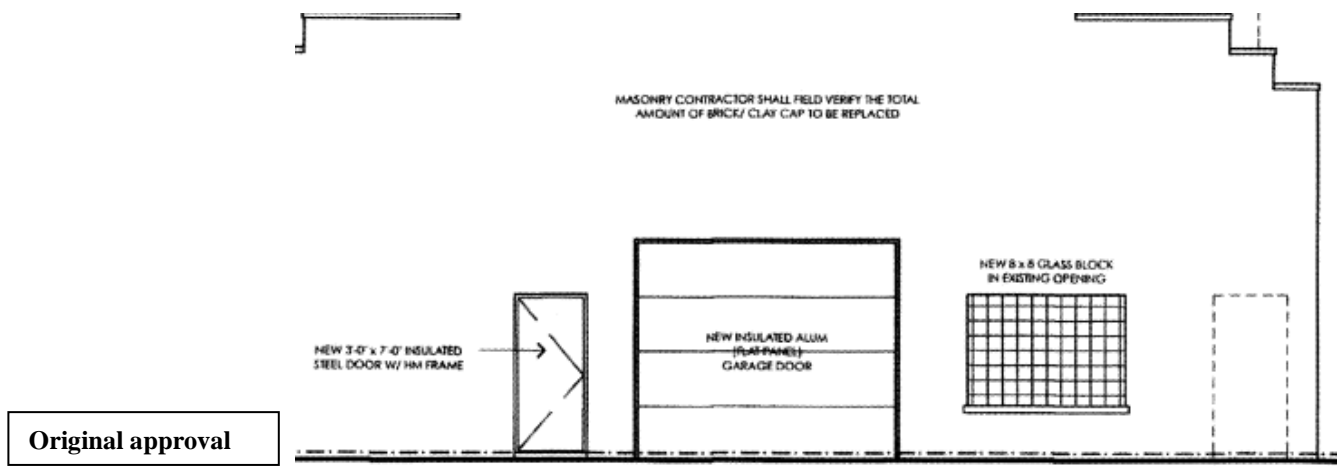 MASONRY CONTRACTOR SHALL FIELD VERIFY THE TOTAL
AMOUNT OF BRICK/ CLAY CAP TO BE REPLACED
NEW 8 x 8 GLASS BLOCK
IN EXISTING OPENING
NEW 3'-0" x 7'-0" INSULATED
STEEL DOOR W/ HM FRAME
NEW INSULATED ALUM
(FLAT PANEL)
GARAGE DOOR
Original approval